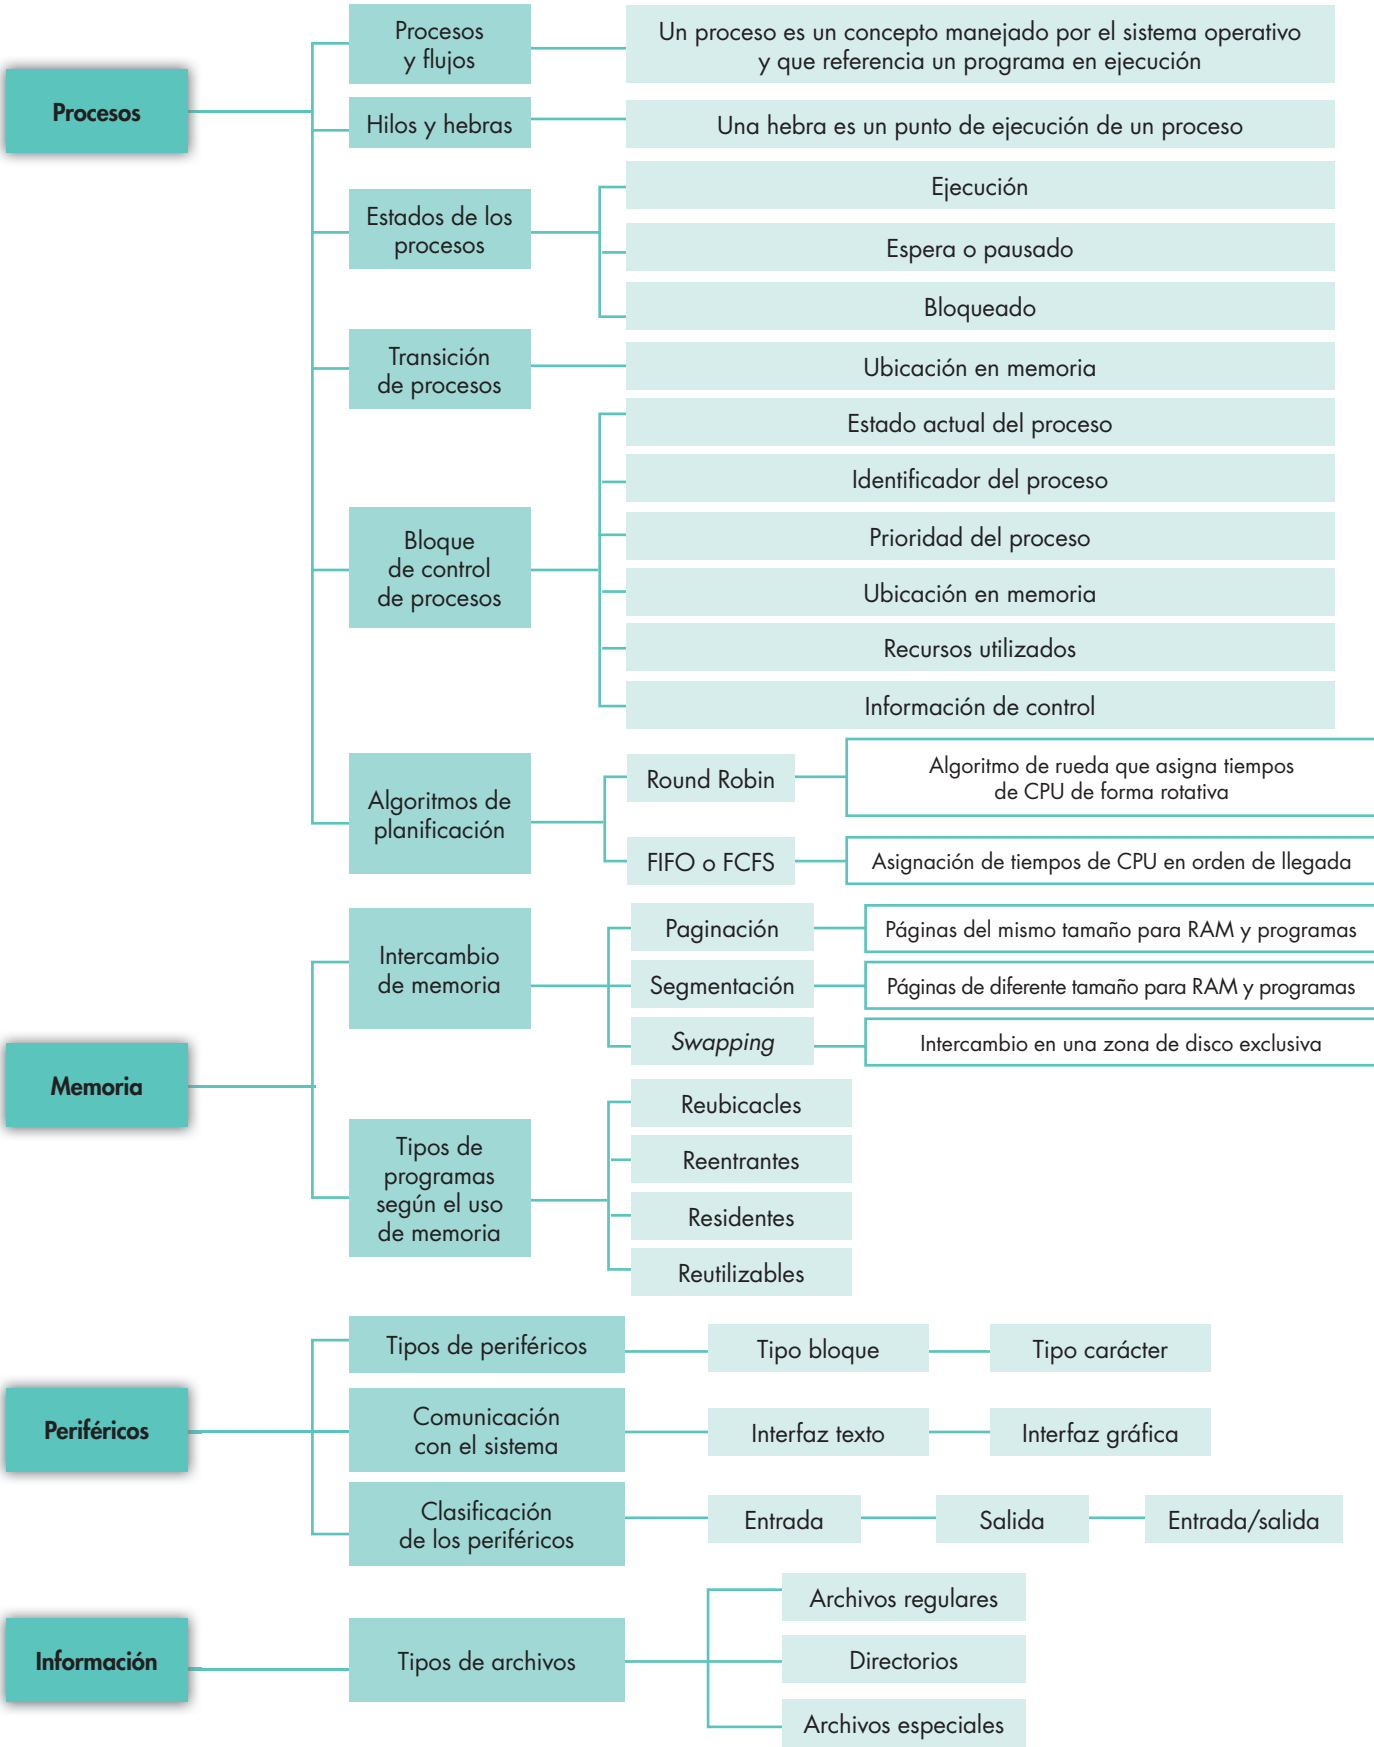 Procesos
Procesos
y flujos
Un proceso es un concepto manejado por el sistema operativo
y que referencia un programa en ejecución
Hilos y hebras
Una hebra es un punto de ejecución de un proceso
Estados de los
procesos
Ejecución
Espera o pausado
Bloqueado
Transición
de procesos
Ubicación en memoria
Bloque
de control
de procesos
Estado actual del proceso
Identificador del proceso
Prioridad del proceso
Ubicación en memoria
Recursos utilizados
Información de control
Algoritmos de
planificación
Round Robin
Algoritmo de rueda que asigna tiempos
de CPU de forma rotativa
FIFO o FCFS
Asignación de tiempos de CPU en orden de llegada
Memoria
Intercambio
de memoria
Paginación
Páginas del mismo tamaño para RAM y programas
Segmentación
Páginas de diferente tamaño para RAM y programas
Swapping
Intercambio en una zona de disco exclusiva
Tipos de
programas
según el uso
de memoria
Reubicacles
Reentrantes
Residentes
Reutilizables
Periféricos
Tipos de periféricos
Tipo bloque
Tipo carácter
Comunicación
con el sistema
Interfaz texto
Interfaz gráfica
Clasificación
de los periféricos
Entrada
Salida
Entrada/salida
Información
Tipos de archivos
Archivos regulares
Directorios
Archivos especiales